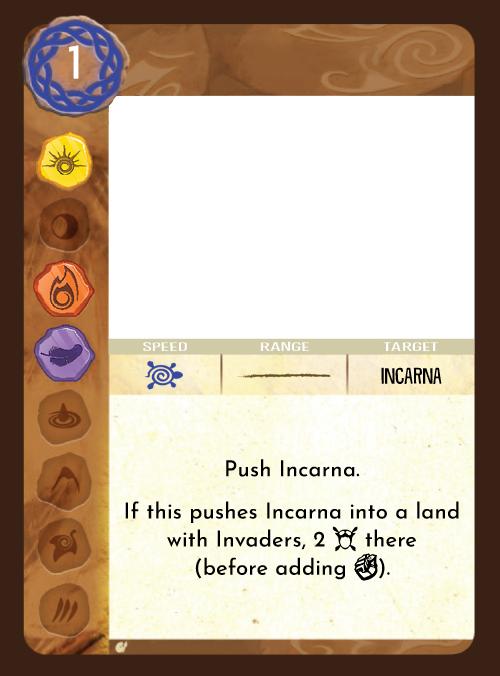 1
SPEED RANGE TARGET
INCARNA
Push Incarna.
If this pushes Incarna into a land
with Invaders, 2 there
(before adding ).